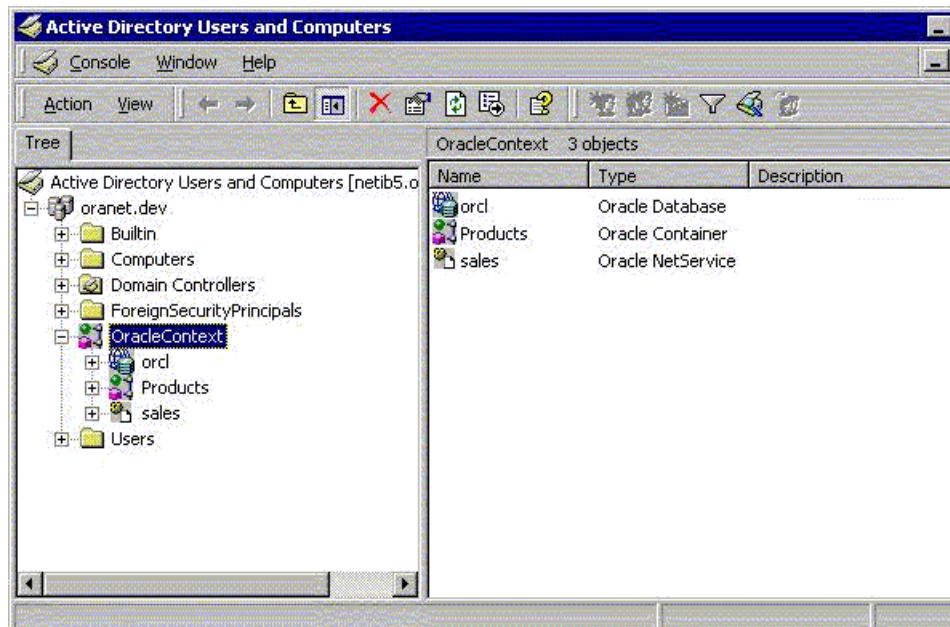 Active Directory Users and Computers
Console Window Help
Action View
Tree
OracleContext 3 objects
Active Directory Users and Computers [netib5.o
oranet.dev
Builtin
Computers
Domain Controllers
ForeignSecurityPrincipals
OracleContext
orcl
Products
sales
Users
Name Type Description
orcl Oracle Database
Products Oracle Container
sales Oracle NetService